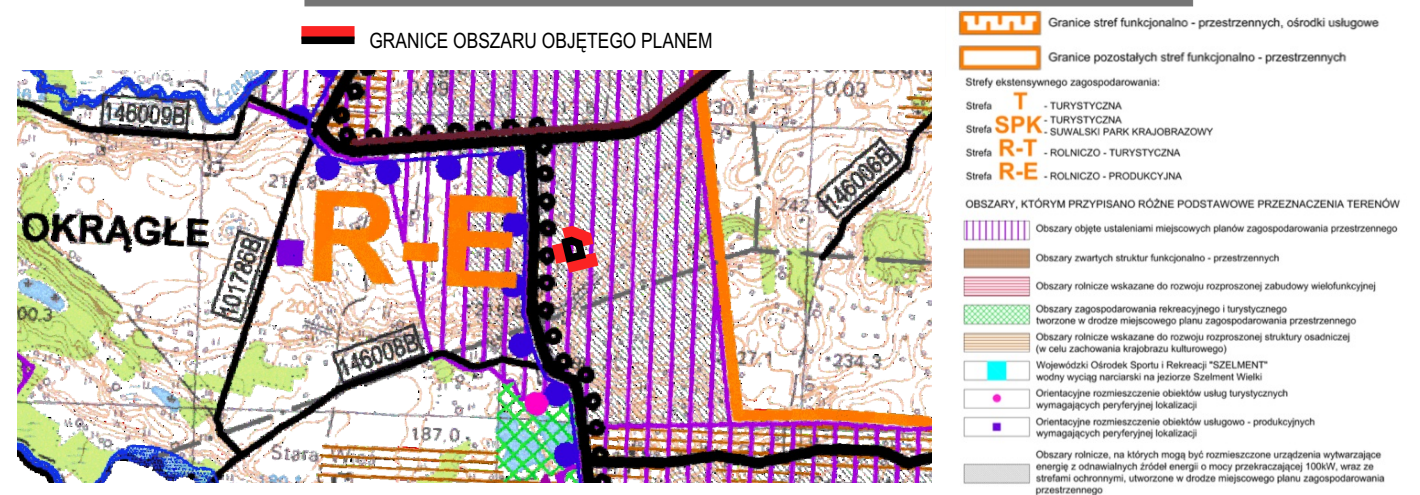 GRANICE OBSZARU OBJĘTEGO PLANEM
146009B
0,03
OKRĄGŁE
101786B
R-E
146006B
146008B
187,0
Stara Wieś
27,1
234,3
Granice stref funkcjonalno - przestrzennych, ośrodki usługowe
Granice pozostałych stref funkcjonalno - przestrzennych
Strefy ekstensywnego zagospodarowania:
Strefa T - TURYSTYCZNA
Strefa SPK - TURYSTYCZNA
- SUWALSKI PARK KRAJOBRAZOWY
Strefa R-T - ROLNICZO - TURYSTYCZNA
Strefa R-E - ROLNICZO - PRODUKCYJNA
OBSZARY, KTÓRYM PRZYPISANO RÓŻNE PODSTAWOWE PRZEZNACZENIA TERENÓW
Obszary objęte ustaleniami miejscowych planów zagospodarowania przestrzennego
Obszary zwartych struktur funkcjonalno - przestrzennych
Obszary rolnicze wskazane do rozwoju rozproszonej zabudowy wielofunkcyjnej
Obszary zagospodarowania rekreacyjnego i turystycznego
tworzone w drodze miejscowego planu zagospodarowania przestrzennego
Obszary rolnicze wskazane do rozwoju rozproszonej struktury osadniczej
(w celu zachowania krajobrazu kulturowego)
Wojewódzki Ośrodek Sportu i Rekreacji "SZELMENT"
wodny wyciąg narciarski na jeziorze Szelment Wielki
Orientacyjne rozmieszczenie obiektów usług turystycznych
wymagających peryferyjnej lokalizacji
Orientacyjne rozmieszczenie obiektów usługowo - produkcyjnych
wymagających peryferyjnej lokalizacji
Obszary rolnicze, na których mogą być rozmieszczone urządzenia wytwarzające
energię z odnawialnych źródeł energii o mocy przekraczającej 100kW, wraz ze
strefami ochronnymi, utworzone w drodze miejscowego planu zagospodarowania
przestrzennego